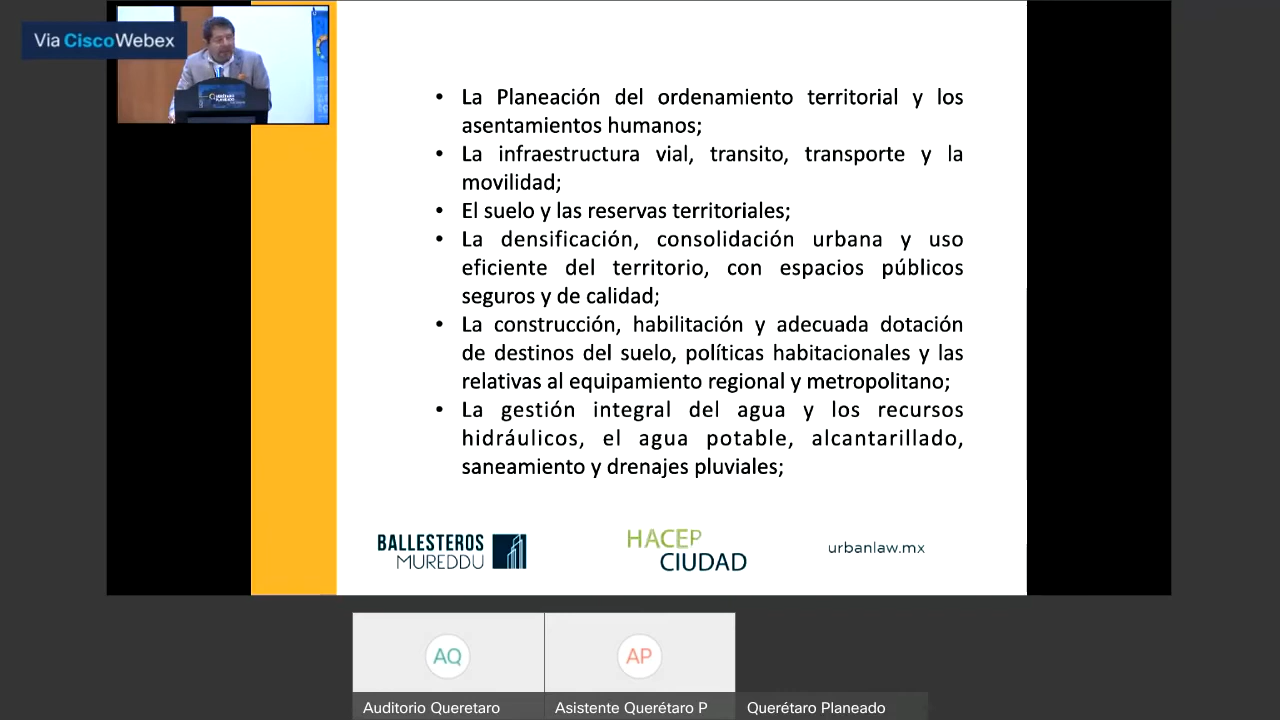 Via CiscoWebex
QUERÉTARO
PLANEADO
• La Planeación del ordenamiento territorial y los
asentamientos humanos;
• La infraestructura vial, transito, transporte y la
movilidad;
• El suelo y las reservas territoriales;
• La densificación, consolidación urbana y uso
eficiente del territorio, con espacios públicos
seguros y de calidad;
• La construcción, habilitación y adecuada dotación
de destinos del suelo, políticas habitacionales y las
relativas al equipamiento regional y metropolitano;
• La gestión integral del agua y los recursos
hidráulicos, el agua potable, alcantarillado,
saneamiento y drenajes pluviales;
BALLESTEROS
MUREDDU
HACER
CIUDAD
urbanlaw.mx
AQ
AP
Auditorio Queretaro
Asistente Querétaro P
Querétaro Planeado